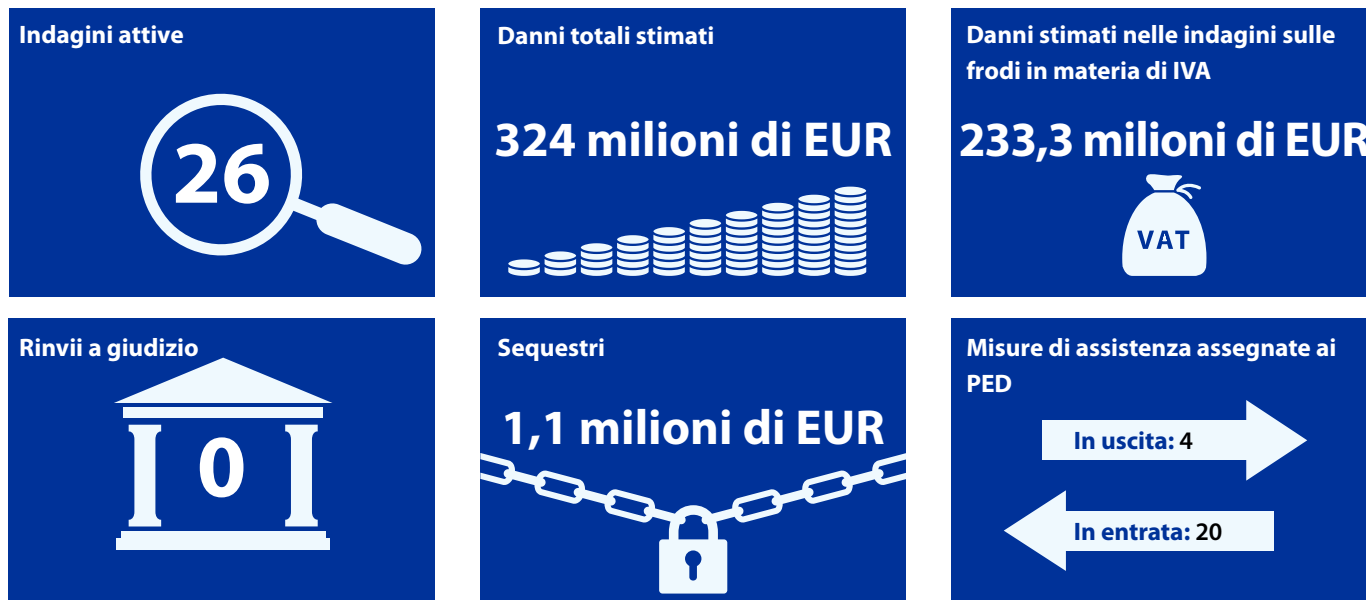 Indagini attive
26
Danni totali stimati
324 milioni di EUR
Danni stimati nelle indagini sulle
frodi in materia di IVA
233,3 milioni di EUR
VAT
Rinvii a giudizio
0
Sequestri
1,1 milioni di EUR
Misure di assistenza assegnate ai
PED
In uscita: 4
In entrata: 20